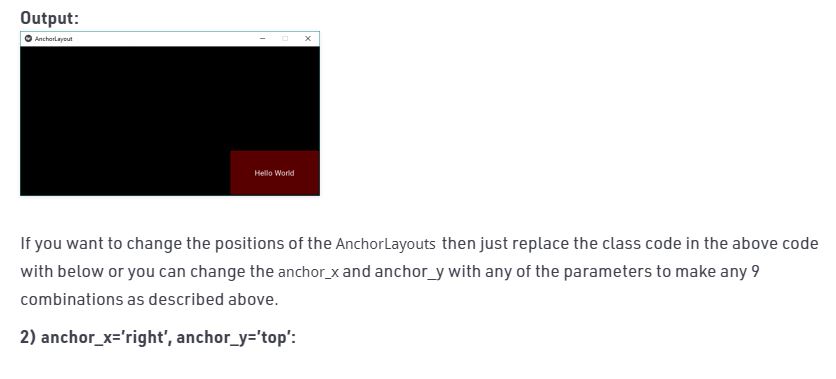 Output:
AnchorLayout
Hello World
If you want to change the positions of the AnchorLayouts then just replace the class code in the above code
with below or you can change the anchor_x and anchor_y with any of the parameters to make any 9
combinations as described above.
2) anchor_x=’right’, anchor_y=’top’: